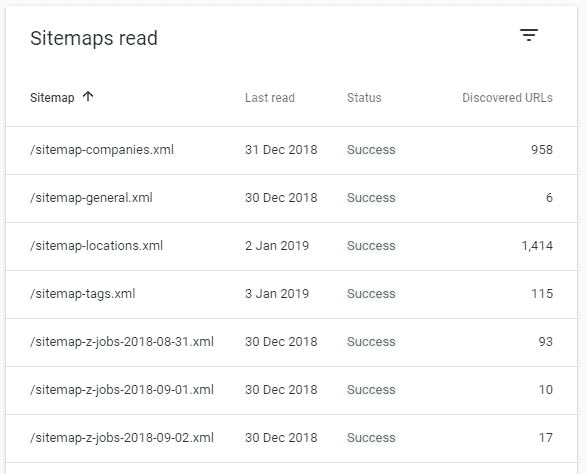 Sitemaps read
Sitemap Last read Status Discovered URLs
/sitemap-companies.xml 31 Dec 2018 Success 958
/sitemap-general.xml 30 Dec 2018 Success 6
/sitemap-locations.xml 2 Jan 2019 Success 1,414
/sitemap-tags.xml 3 Jan 2019 Success 115
/sitemap-z-jobs-2018-08-31.xml 30 Dec 2018 Success 93
/sitemap-z-jobs-2018-09-01.xml 30 Dec 2018 Success 10
/sitemap-z-jobs-2018-09-02.xml 30 Dec 2018 Success 17